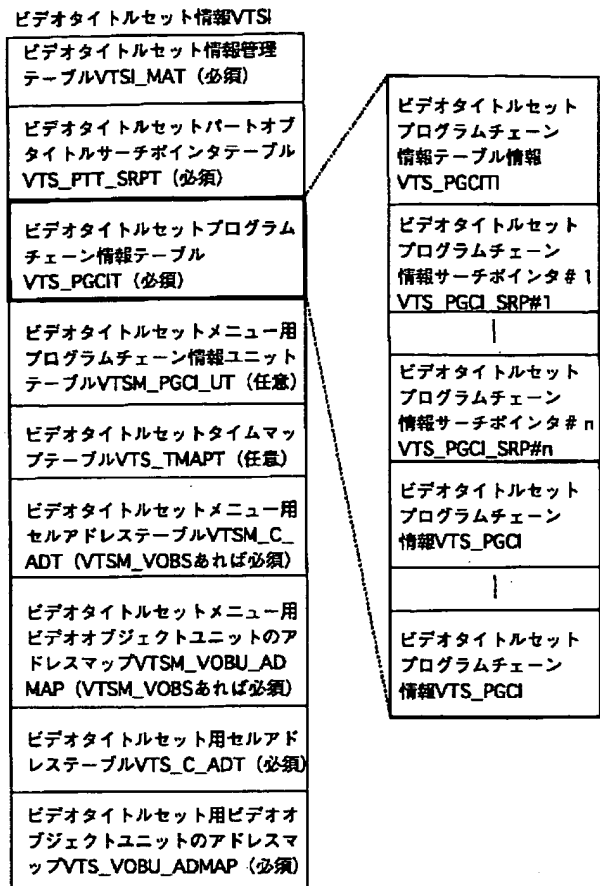 ビデオタイトルセット情報VTSI
ビデオタイトルセット情報管理
テーブルVTSI_MAT（必須）
ビデオタイトルセットパートオブ
タイトルサーチポインタテーブル
VTS_PTT_SRPT（必須）
ビデオタイトルセットプログラム
チェーン情報テーブル
VTS_PGCIT（必須）
ビデオタイトルセットメニュー用
プログラムチェーン情報ユニット
テーブルVTSM_PGCI_UT（任意）
ビデオタイトルセットタイムマッ
プテーブルVTS_TMAPT（任意）
ビデオタイトルセットメニュー用
セルアドレステーブルVTSM_C_
ADT（VTSM_VOBSあれば必須）
ビデオタイトルセットメニュー用
ビデオオブジェクトユニットのア
ドレスマップVTSM_VOBU_AD
MAP（VTSM_VOBSあれば必須）
ビデオタイトルセット用セルアド
レステーブルVTS_C_ADT（必須）
ビデオタイトルセット用ビデオオ
ブジェクトユニットのアドレスマ
ップVTS_VOBU_ADMAP（必須）
ビデオタイトルセット
プログラムチェーン
情報テーブル情報
VTS_PGCITI
ビデオタイトルセット
プログラムチェーン
情報サーチポインタ＃1
VTS_PGCI_SRP#1
ビデオタイトルセット
プログラムチェーン
情報サーチポインタ＃n
VTS_PGCI_SRP#n
ビデオタイトルセット
プログラムチェーン
情報VTS_PGCI
ビデオタイトルセット
プログラムチェーン
情報VTS_PGCI